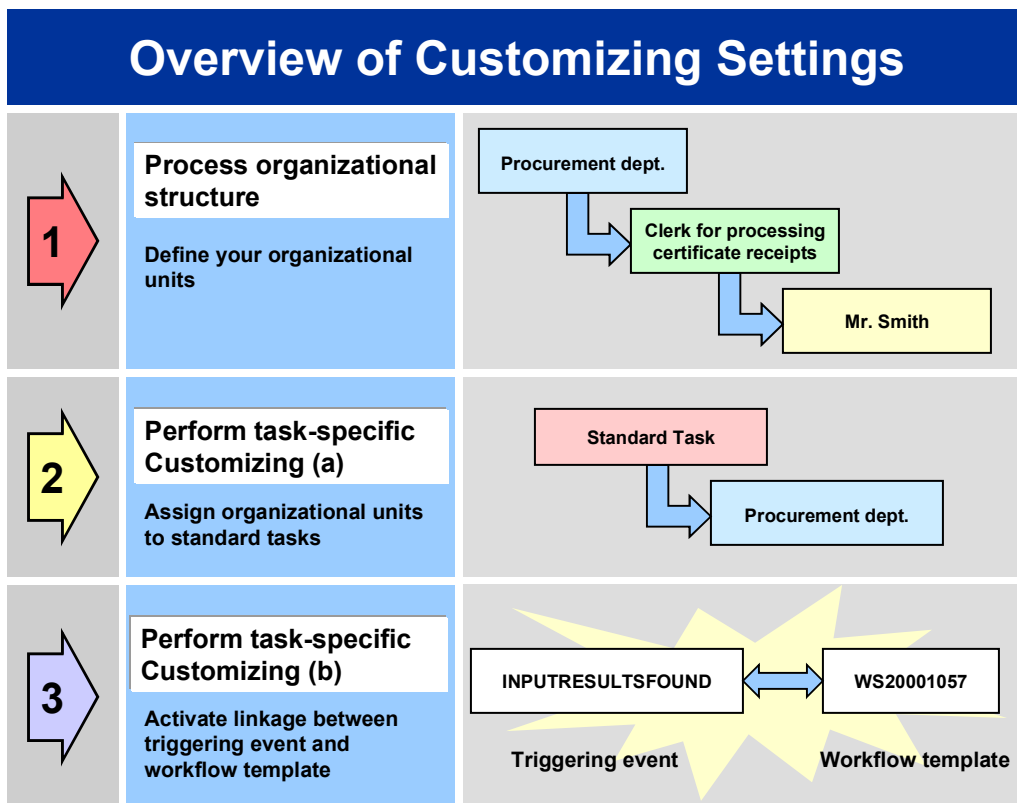 Overview of Customizing Settings
1
Process organizational
structure
Define your organizational
units
Procurement dept.
Clerk for processing
certificate receipts
Mr. Smith
2
Perform task-specific
Customizing (a)
Assign organizational units
to standard tasks
Standard Task
Procurement dept.
3
Perform task-specific
Customizing (b)
Activate linkage between
triggering event and
workflow template
INPUTRESULTSFOUND
WS20001057
Triggering event
Workflow template